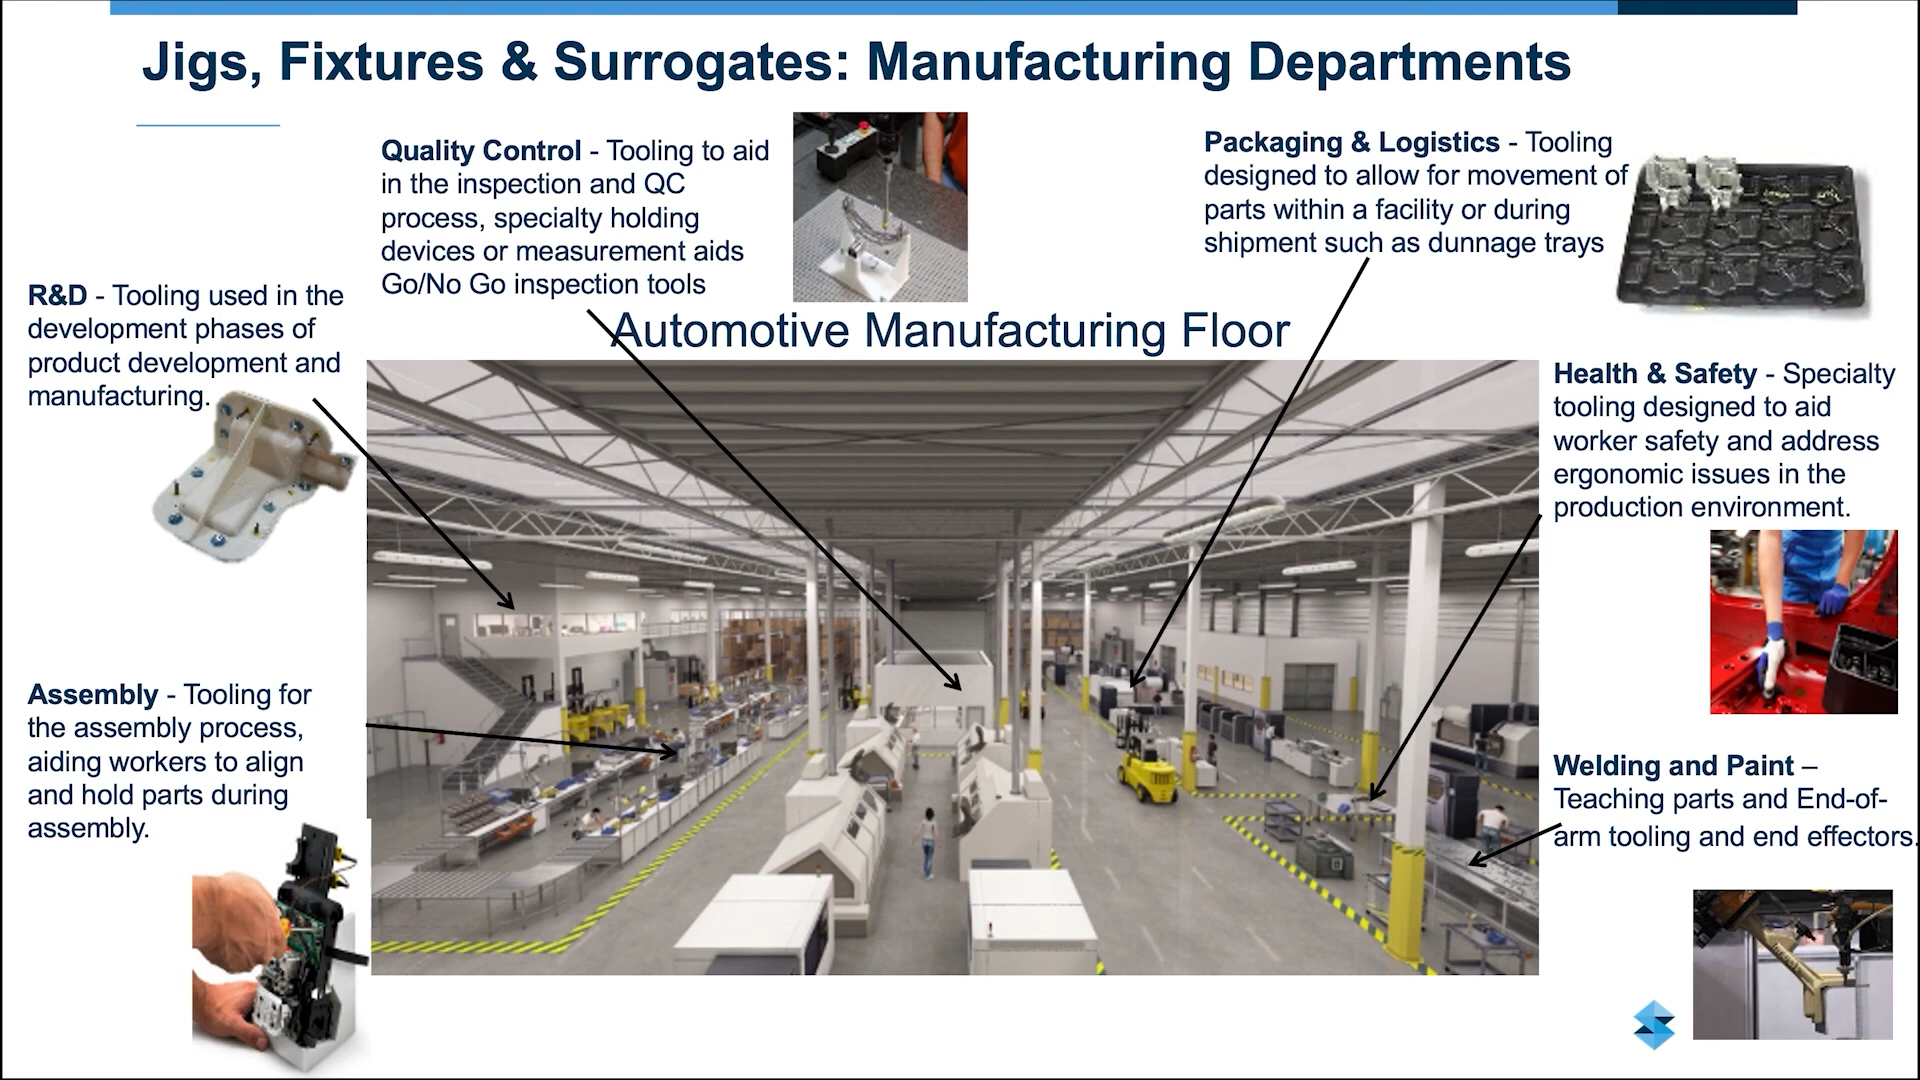 Jigs, Fixtures & Surrogates: Manufacturing Departments
Quality Control - Tooling to aid
in the inspection and QC
process, specialty holding
devices or measurement aids
Go/No Go inspection tools
Packaging & Logistics - Tooling
designed to allow for movement of
parts within a facility or during
shipment such as dunnage trays
R&D - Tooling used in the
development phases of
product development and
manufacturing.
Automotive Manufacturing Floor
Health & Safety - Specialty
tooling designed to aid
worker safety and address
ergonomic issues in the
production environment.
Assembly - Tooling for
the assembly process,
aiding workers to align
and hold parts during
assembly.
Welding and Paint –
Teaching parts and End-of-
arm tooling and end effectors.